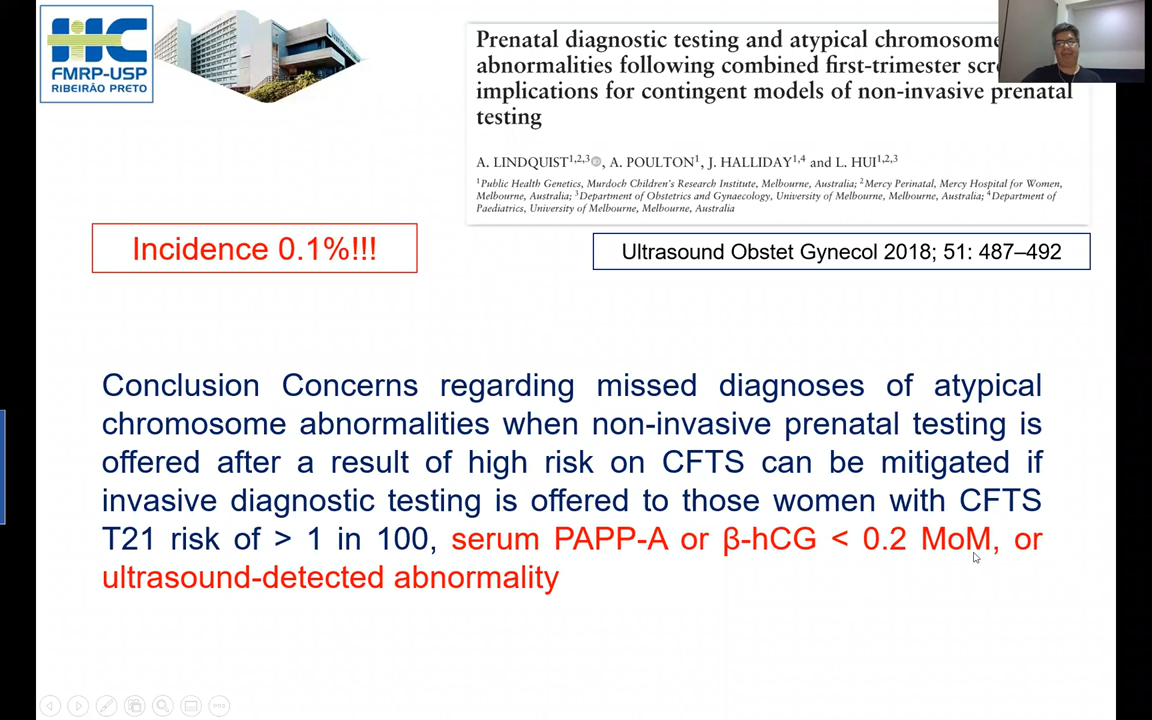 HC
FMRP-USP
RIBEIRÃO PRETO
Prenatal diagnostic testing and atypical chromosome
abnormalities following combined first-trimester scre
implications for contingent models of non-invasive prenatal
testing
A. LINDQUIST1,2,3, A. POULTON1, J. HALLIDAY1,4 and L. HUI1,2,3
1Public Health Genetics, Murdoch Children's Research Institute, Melbourne, Australia; 2Mercy Perinatal, Mercy Hospital for Women,
Melbourne, Australia; 3Department of Obstetrics and Gynaecology, University of Melbourne, Melbourne, Australia; 4Department of
Paediatrics, University of Melbourne, Melbourne, Australia
Incidence 0.1%!!!
Ultrasound Obstet Gynecol 2018; 51: 487–492
Conclusion Concerns regarding missed diagnoses of atypical
chromosome abnormalities when non-invasive prenatal testing is
offered after a result of high risk on CFTS can be mitigated if
invasive diagnostic testing is offered to those women with CFTS
T21 risk of > 1 in 100, serum PAPP-A or β-hCG < 0.2 MoM, or
ultrasound-detected abnormality